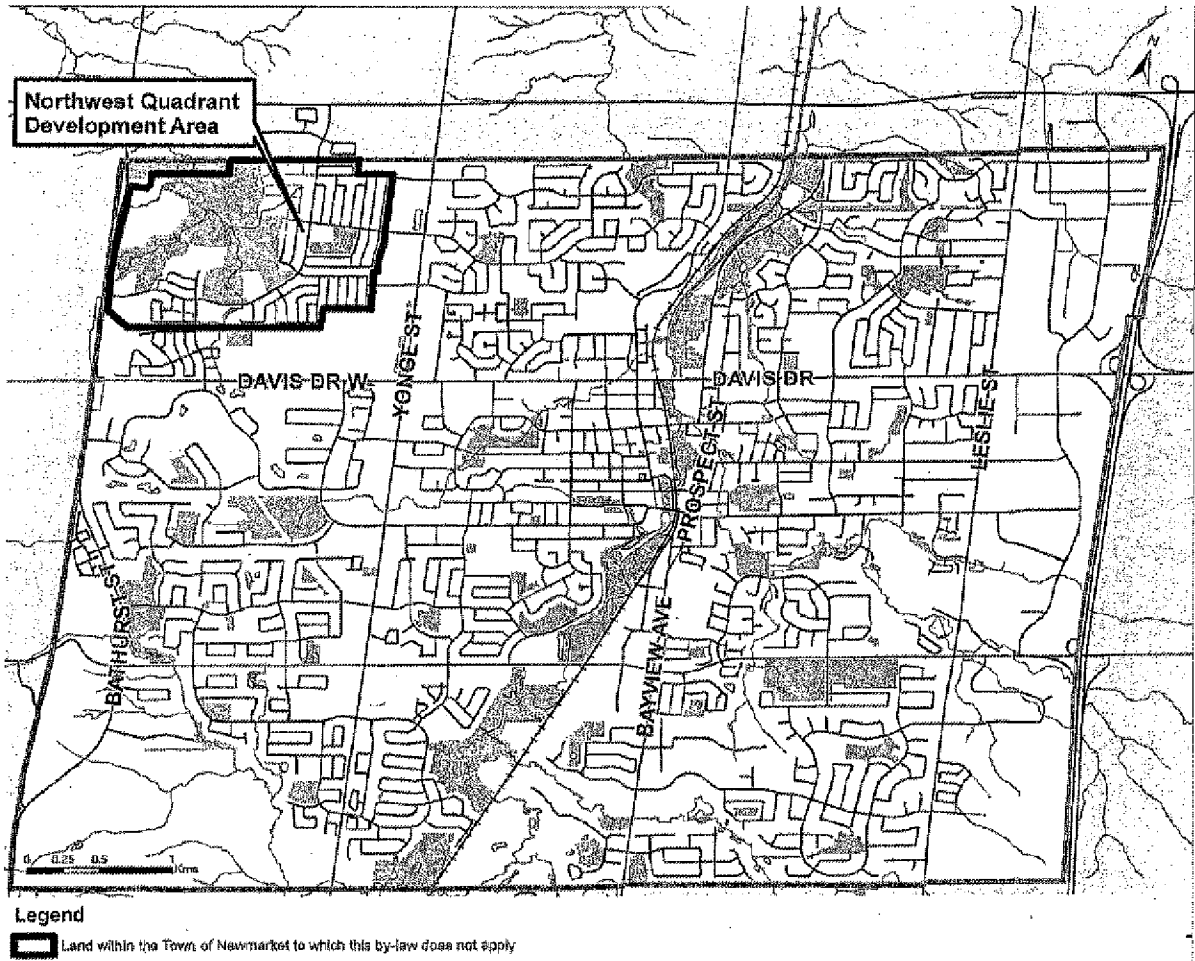 N
Northwest Quadrant
Development Area
DAVIS DR W
YONGE ST
DAVIS DR
LESLIE ST
PROSPECT ST
BATHURST ST
BAYVIEW AVE
0 0.25 0.5 1
Kms
Legend
Land within the Town of Newmarket to which this by-law does not apply